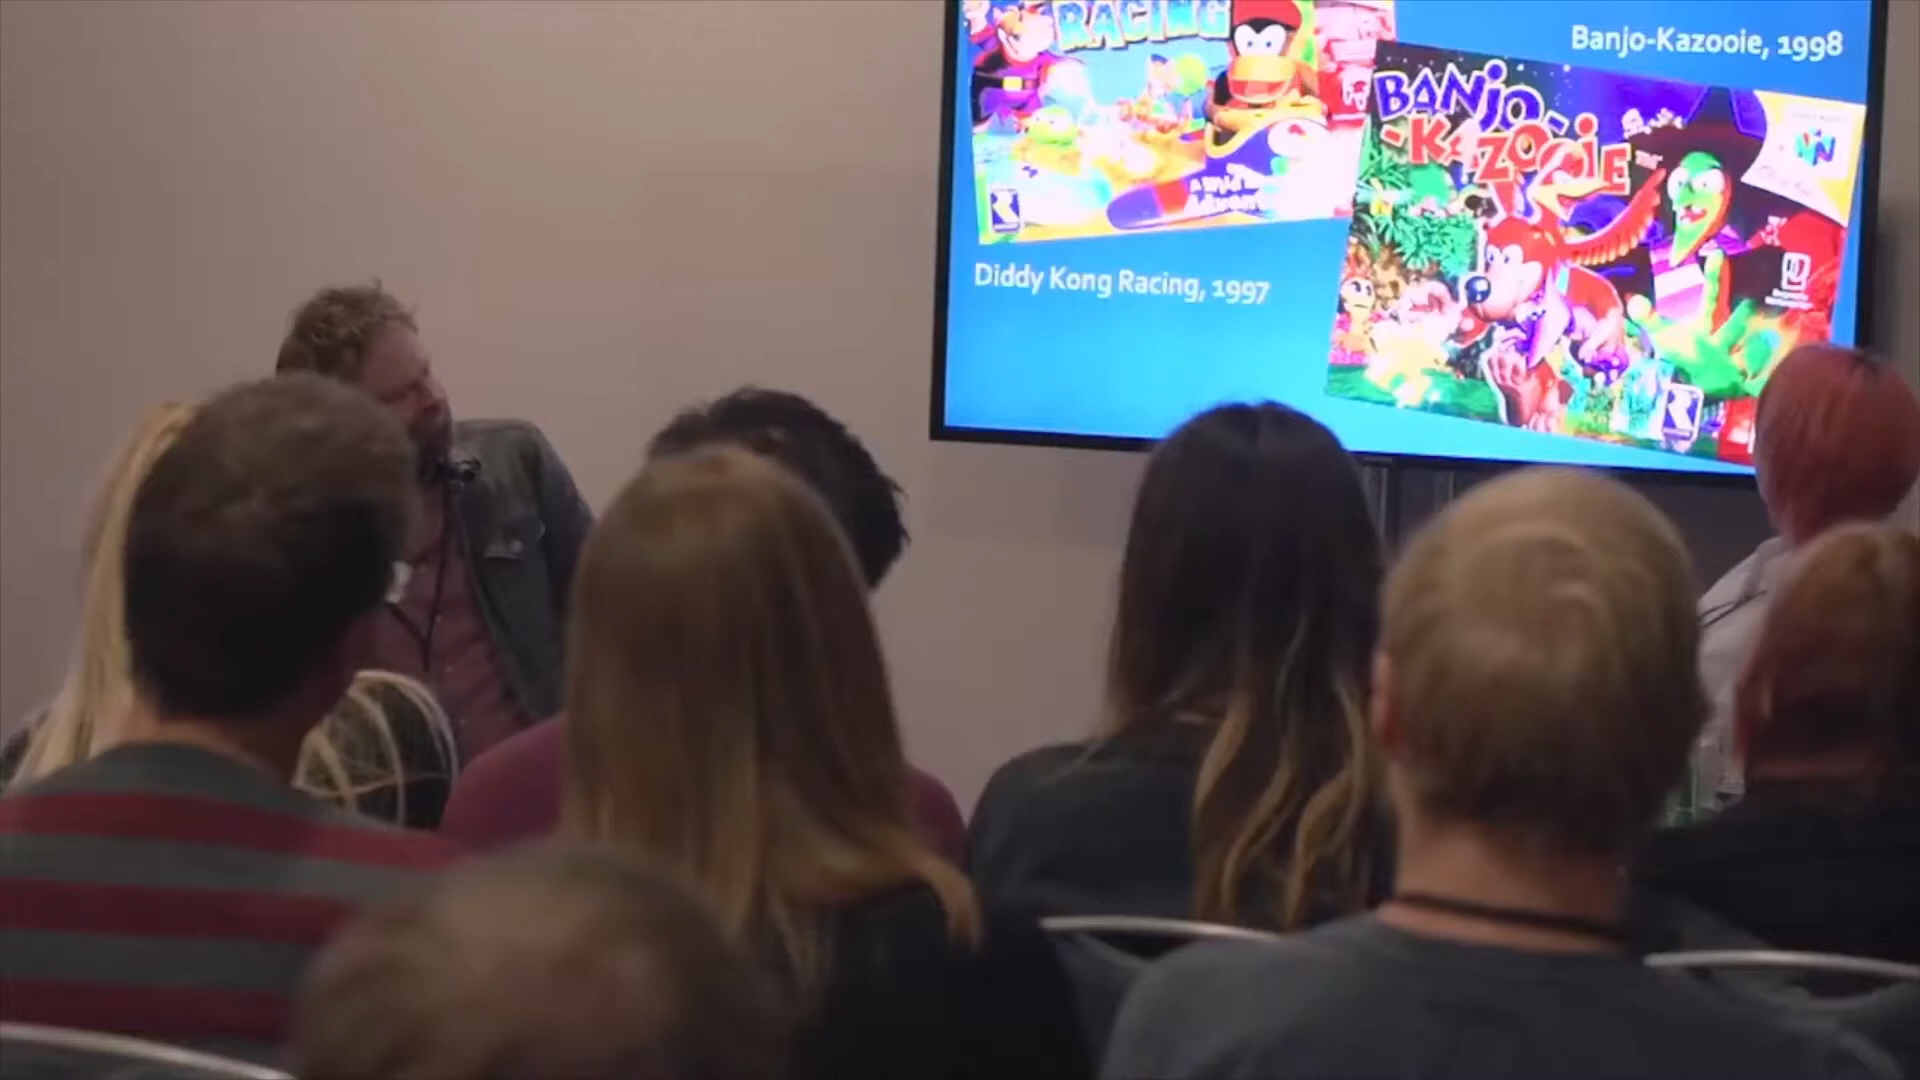 RACING
Banjo-Kazooie, 1998
BANJO-
-KAZOOIE
Diddy Kong Racing, 1997